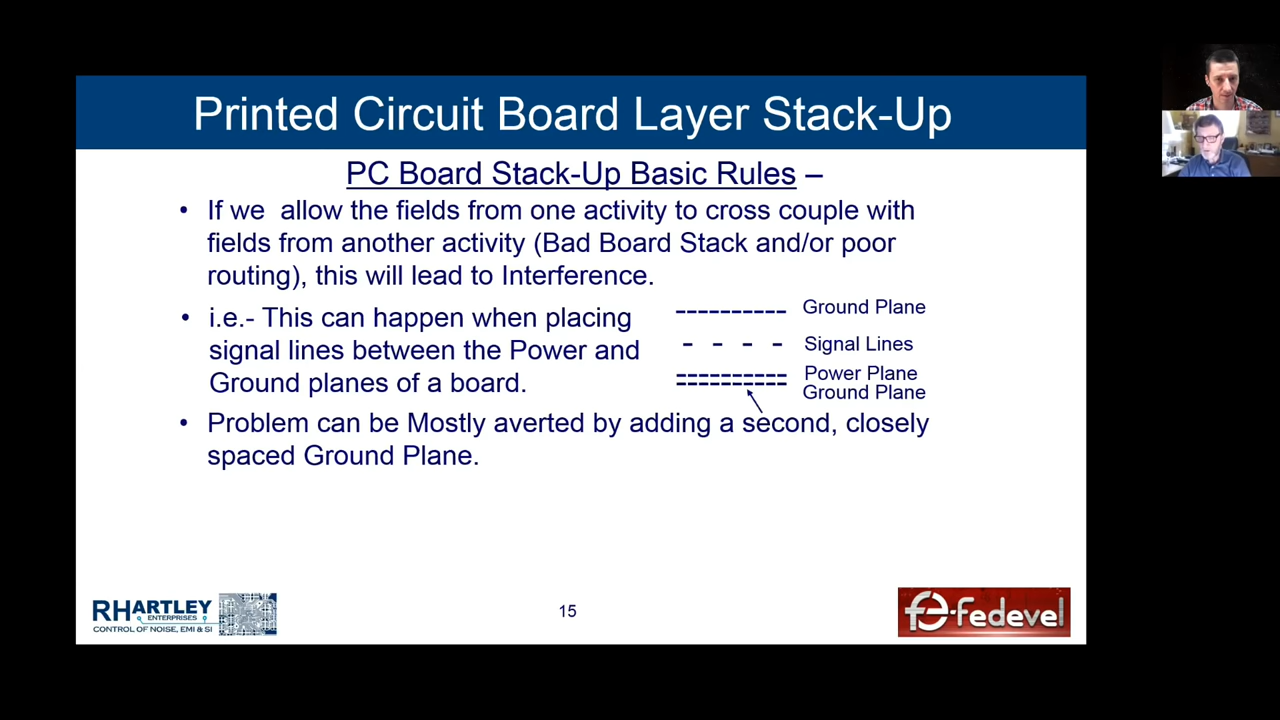 Printed Circuit Board Layer Stack-Up
PC Board Stack-Up Basic Rules –
• If we allow the fields from one activity to cross couple with
fields from another activity (Bad Board Stack and/or poor
routing), this will lead to Interference.
• i.e.- This can happen when placing
signal lines between the Power and
Ground planes of a board.
Ground Plane
Signal Lines
Power Plane
Ground Plane
• Problem can be Mostly averted by adding a second, closely
spaced Ground Plane.
RHARTLEY
ENTERPRISES
CONTROL OF NOISE, EMI & SI
15
fedevel